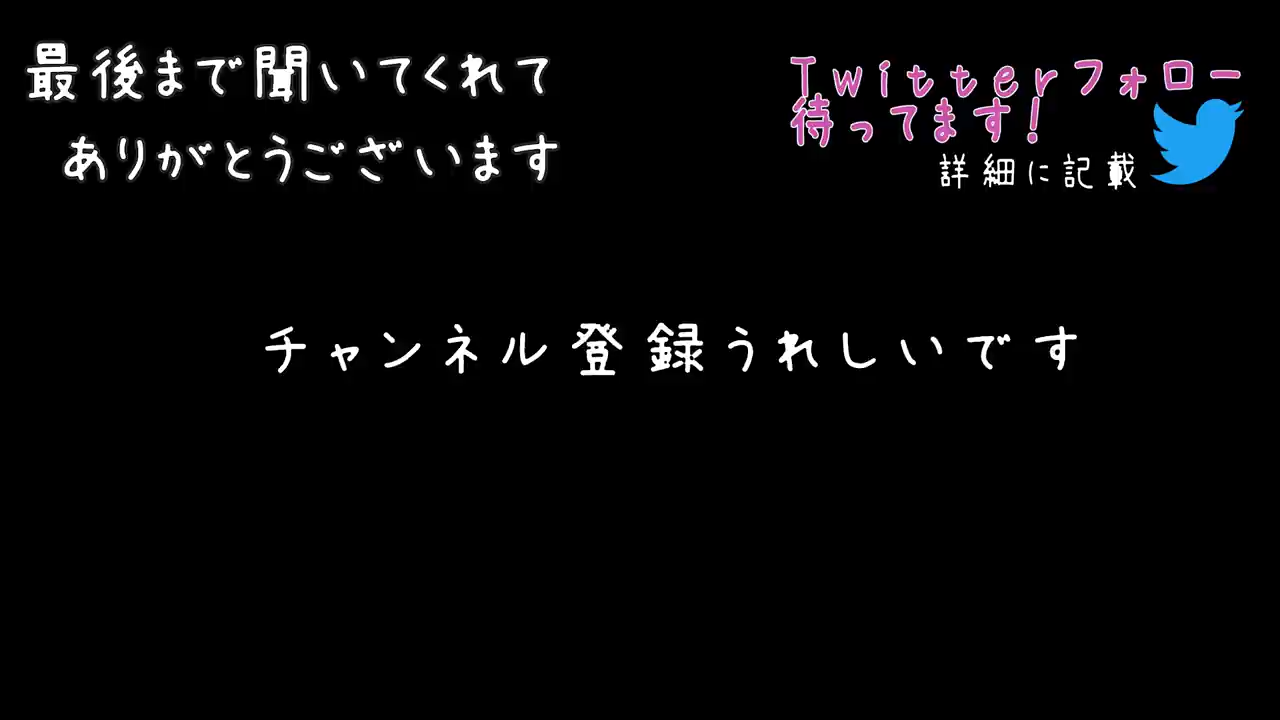 最後まで聞いてくれて
ありがとうございます
Twitterフォロー
待ってます!
詳細に記載
チャンネル登録うれしいです